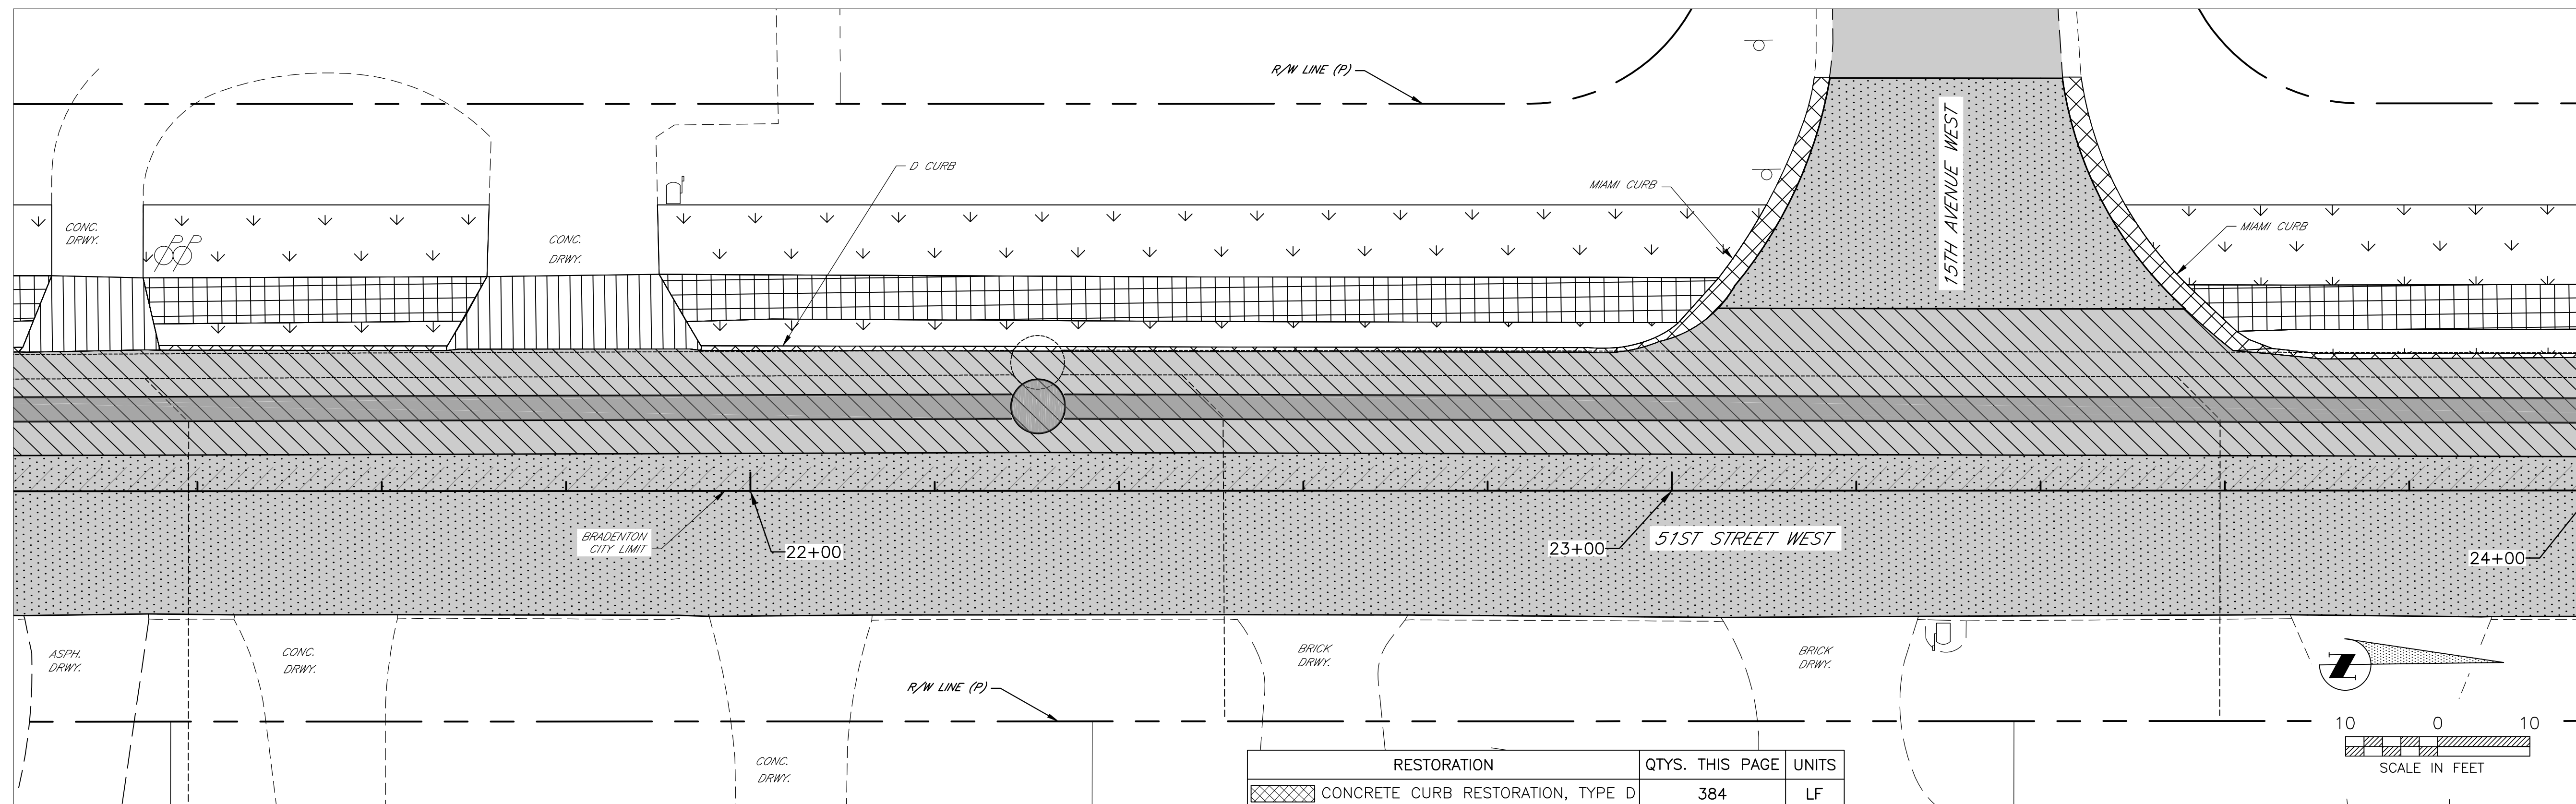 R/W LINE (P)
D CURB
MIAMI CURB
15TH AVENUE WEST
MIAMI CURB
CONC.
DRWY.
CONC.
DRWY.
BRADENTON
CITY LIMIT
22+00
23+00
51ST STREET WEST
24+00
ASPH.
DRWY.
CONC.
DRWY.
BRICK
DRWY.
BRICK
DRWY.
R/W LINE (P)
CONC.
DRWY.
N
10 0 10
SCALE IN FEET
RESTORATION QTYS. THIS PAGE UNITS
CONCRETE CURB RESTORATION, TYPE D 384 LF